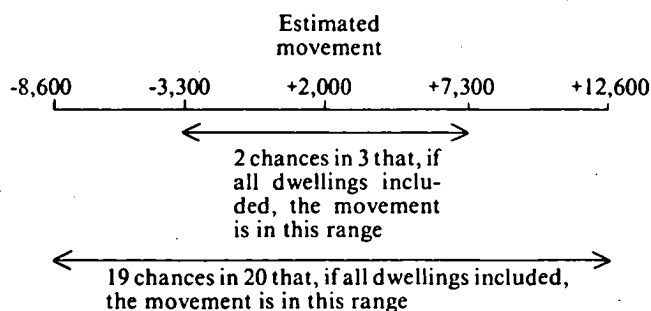 Estimated
movement
-8,600 -3,300 +2,000 +7,300 +12,600
2 chances in 3 that, if
all dwellings inclu-
ded, the movement
is in this range
19 chances in 20 that, if all dwellings included,
the movement is in this range